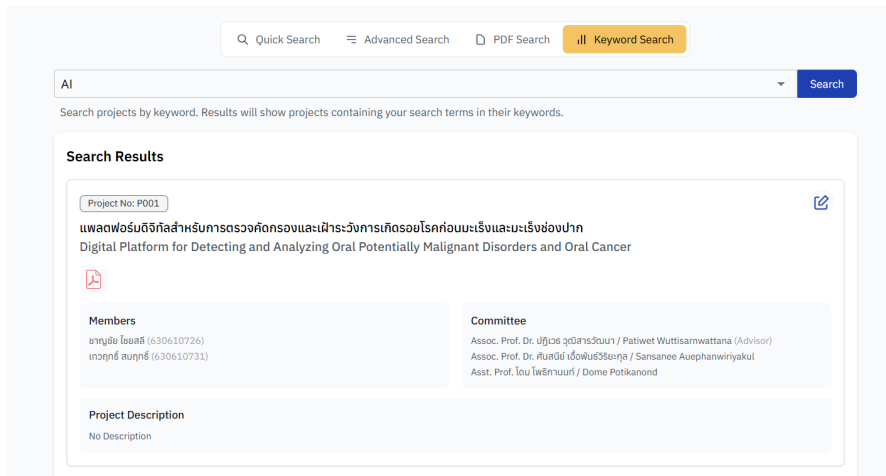 Quick Search
Advanced Search
PDF Search
Keyword Search
AI
Search
Search projects by keyword. Results will show projects containing your search terms in their keywords.
Search Results
Project No: P001
แพลตฟอร์มดิจิทัลสำหรับการตรวจคัดกรองและเฝ้าระวังการเกิดรอยโรคก่อนมะเร็งและมะเร็งช่องปาก
Digital Platform for Detecting and Analyzing Oral Potentially Malignant Disorders and Oral Cancer
Members
ชาญชัย ไชยสลี (630610726)
เทวฤทธิ์ สมฤทธิ์ (630610731)
Committee
Assoc. Prof. Dr. ปฏิเวธ วุฒิสารวัฒนา / Patiwet Wuttisarnwattana (Advisor)
Assoc. Prof. Dr. ศันสนีย์ เอื้อพันธ์วิริยะกุล / Sansanee Auephanwiriyakul
Asst. Prof. โดม โพธิกานนท์ / Dome Potikanond
Project Description
No Description